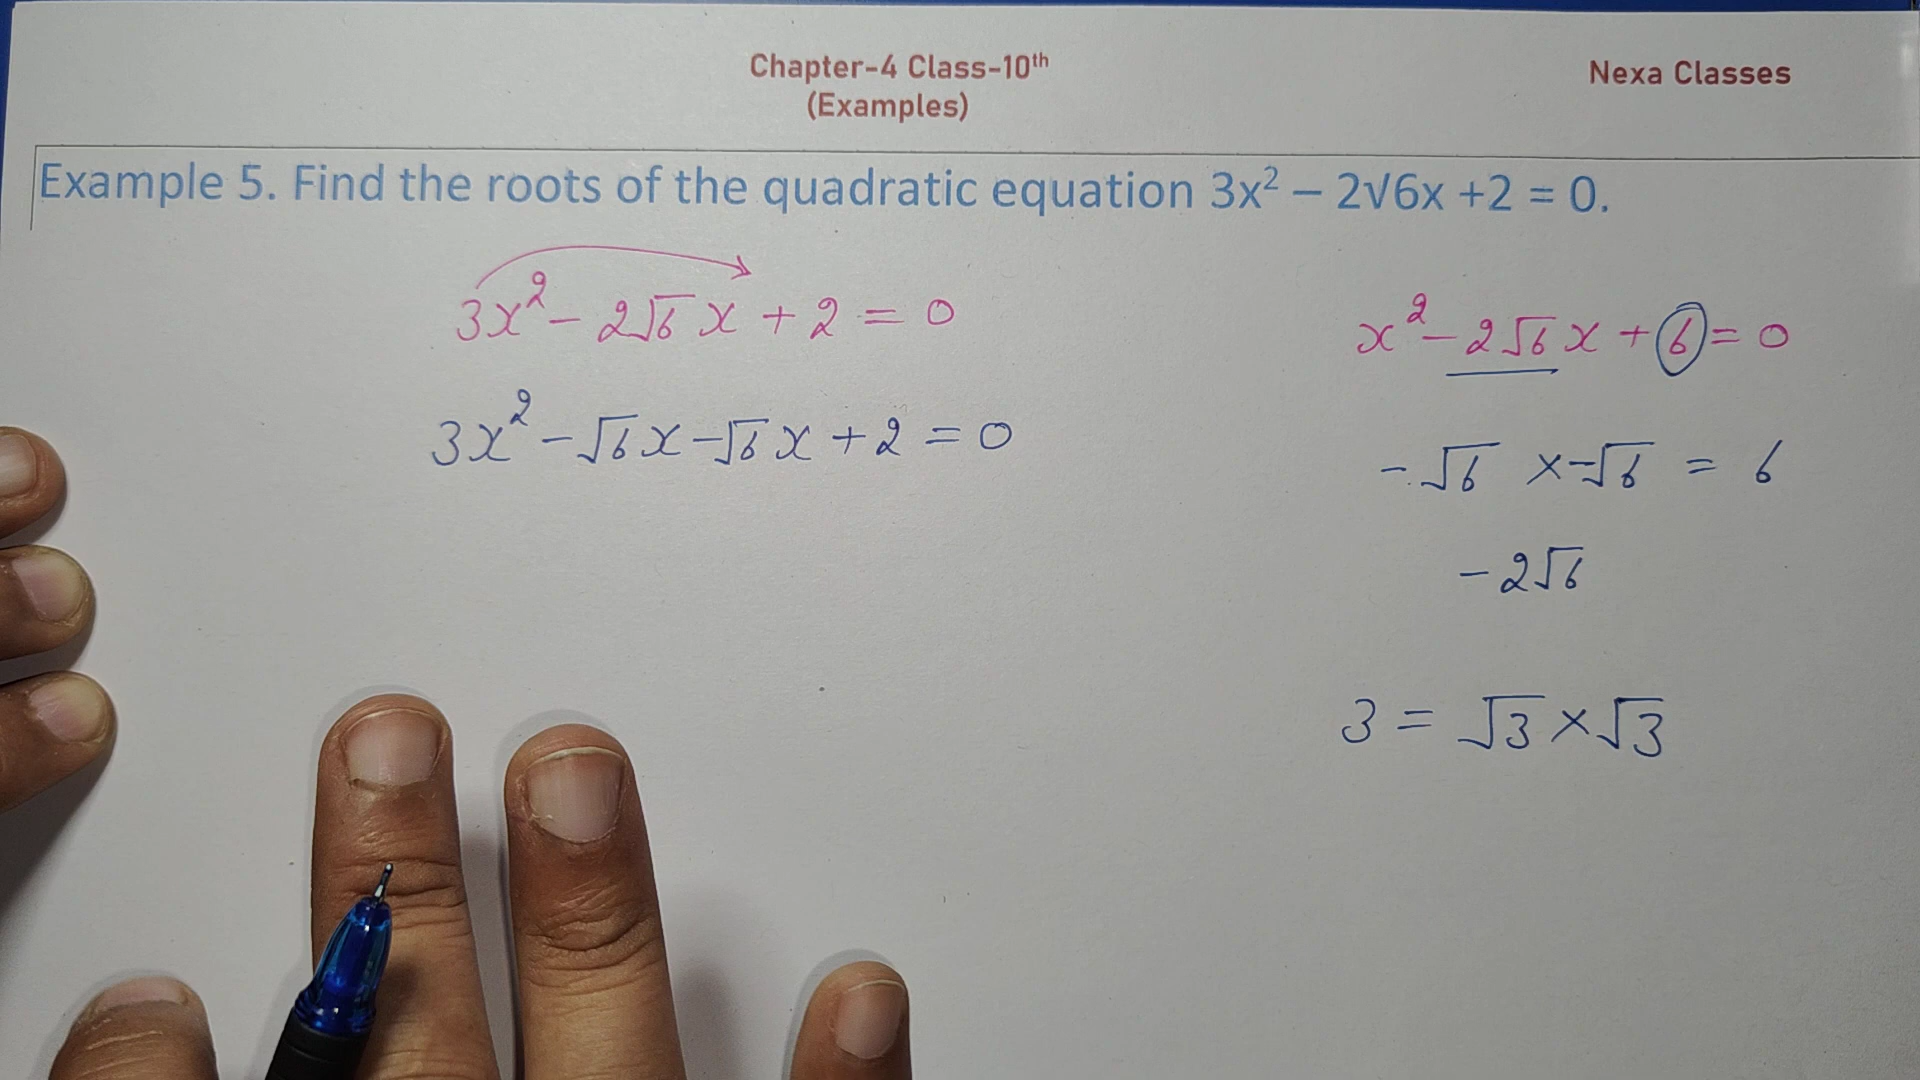 Chapter-4 Class-10th
(Examples)
Nexa Classes
Example 5. Find the roots of the quadratic equation 3x² – 2√6x +2 = 0.
3x² - 2√6 x + 2 = 0
3x² - √6 x - √6 x + 2 = 0
x² - 2√6 x + 6 = 0
- √6 × -√6 = 6
- 2√6
3 = √3 × √3